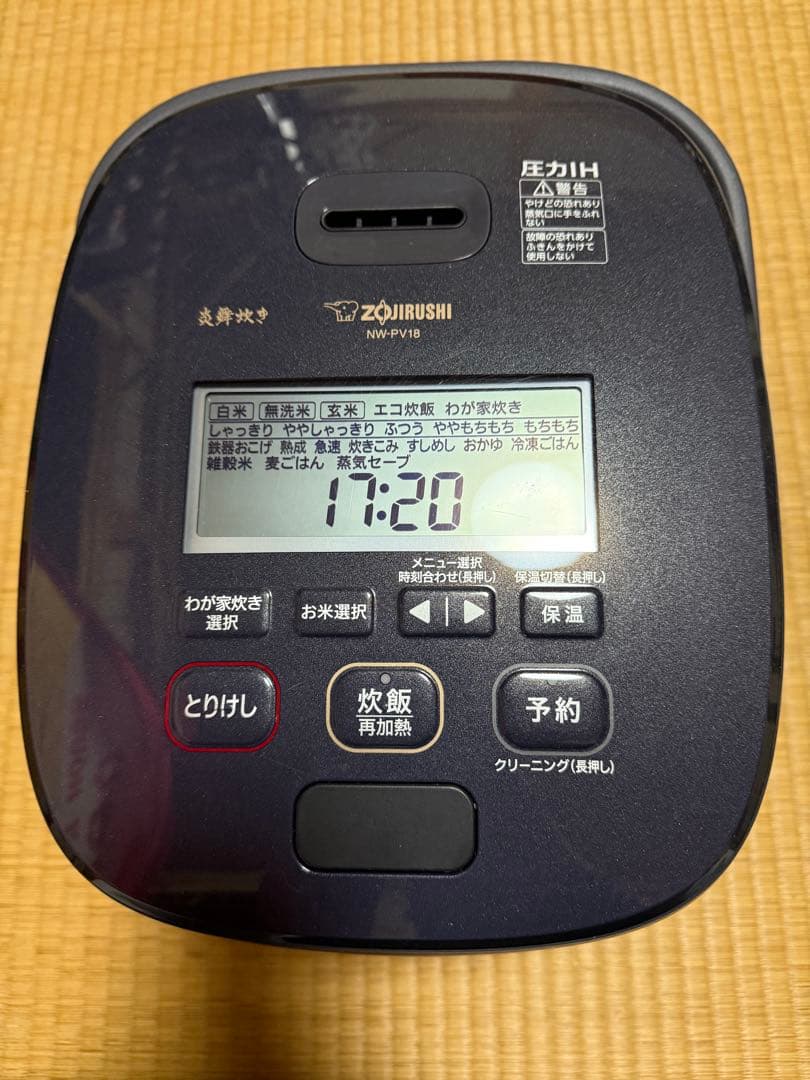 圧力IH
警告
やけどの恐れあり
蒸気口に手をふれ
ない
故障の恐れあり
ふきんをかけて
使用しない
炎舞炊き
ZOJIRUSHI
NW-PV18
白米 無洗米 玄米 エコ炊飯 わが家炊き
しゃっきり ややしゃっきり ふつう ややもちもち もちもち
鉄器おこげ 熟成 急速 炊きこみ すしめし おかゆ 冷凍ごはん
雑穀米 麦ごはん 蒸気セーブ
17:20
メニュー選択
時刻合わせ(長押し)
保温切替(長押し)
わが家炊き
選択
お米選択
保温
とりけし
炊飯
再加熱
予約
クリーニング(長押し)